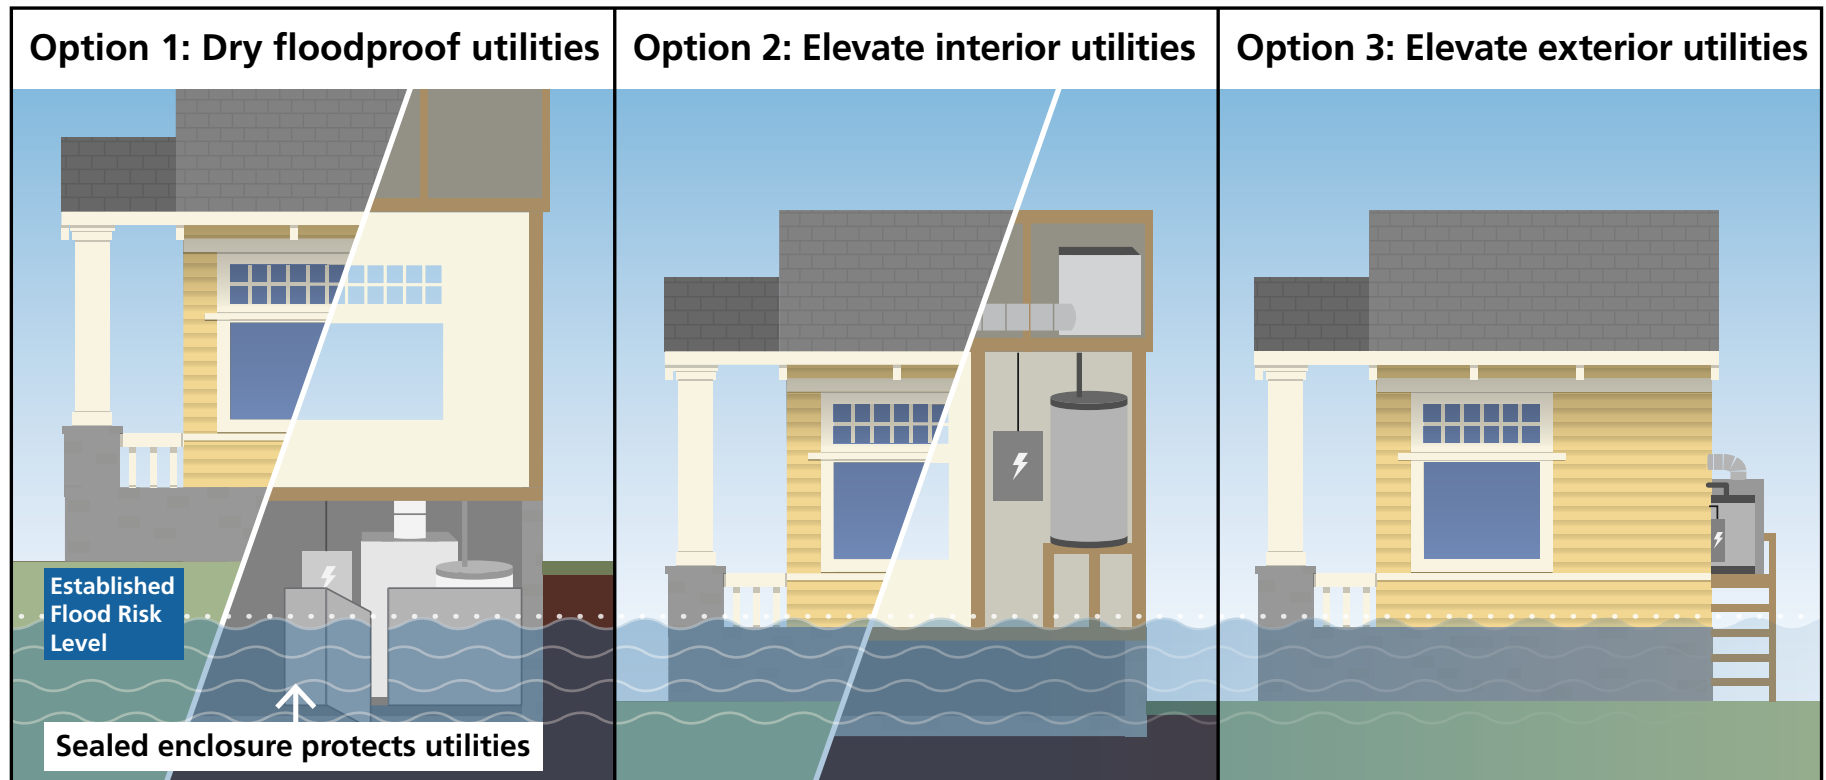 Option 1: Dry floodproof utilities
Option 2: Elevate interior utilities
Option 3: Elevate exterior utilities
Established
Flood Risk
Level
Sealed enclosure protects utilities